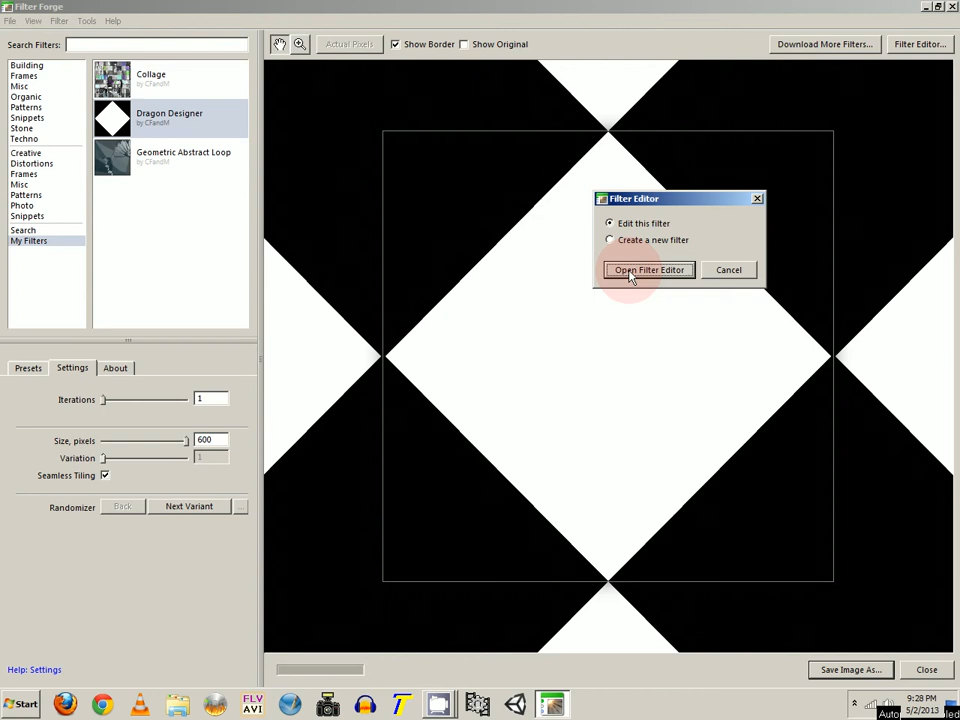 Filter Forge
File View Filter Tools Help
Search Filters:
Actual Pixels
Show Border
Show Original
Download More Filters...
Filter Editor...
Building
Frames
Misc
Organic
Patterns
Snippets
Stone
Techno
Creative
Distortions
Frames
Misc
Patterns
Photo
Snippets
Search
My Filters
Collage
by CFandM
Dragon Designer
by CFandM
Geometric Abstract Loop
by CFandM
Filter Editor
Edit this filter
Create a new filter
Open Filter Editor
Cancel
Presets Settings About
Iterations 1
Size, pixels 600
Variation 1
Seamless Tiling
Randomizer Back Next Variant ...
Help: Settings
Save Image As...
Close
Start
FLV
AVI
9:28 PM
5/2/2013